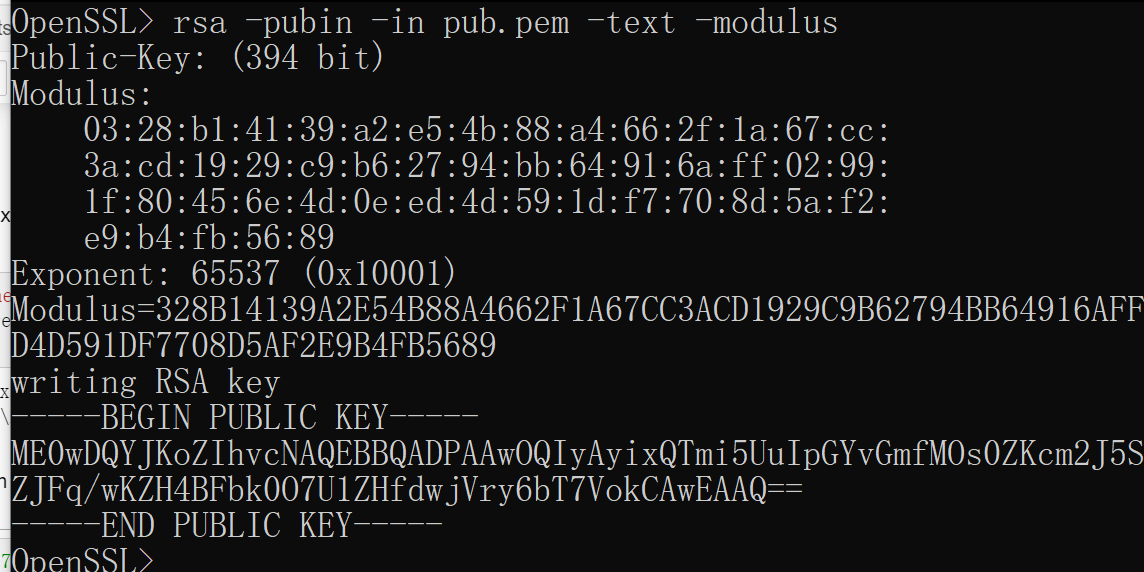 OpenSSL> rsa -pubin -in pub.pem -text -modulus
Public-Key: (394 bit)
Modulus:
03:28:b1:41:39:a2:e5:4b:88:a4:66:2f:1a:67:cc:
3a:cd:19:29:c9:b6:27:94:bb:64:91:6a:ff:02:99:
1f:80:45:6e:4d:0e:ed:4d:59:1d:f7:70:8d:5a:f2:
e9:b4:fb:56:89
Exponent: 65537 (0x10001)
Modulus=328B14139A2E54B88A4662F1A67CC3ACD1929C9B62794BB64916AFF
D4D591DF7708D5AF2E9B4FB5689
writing RSA key
-----BEGIN PUBLIC KEY-----
ME0wDQYJKoZIhvcNAQEBBQADPAAwOQIyAyixQTmi5UuIpGYvGmfMOs0ZKcm2J5S
ZJFq/wKZH4BFbk0O7U1ZHfdwjVry6bT7VokCAwEAAQ==
-----END PUBLIC KEY-----
OpenSSL>